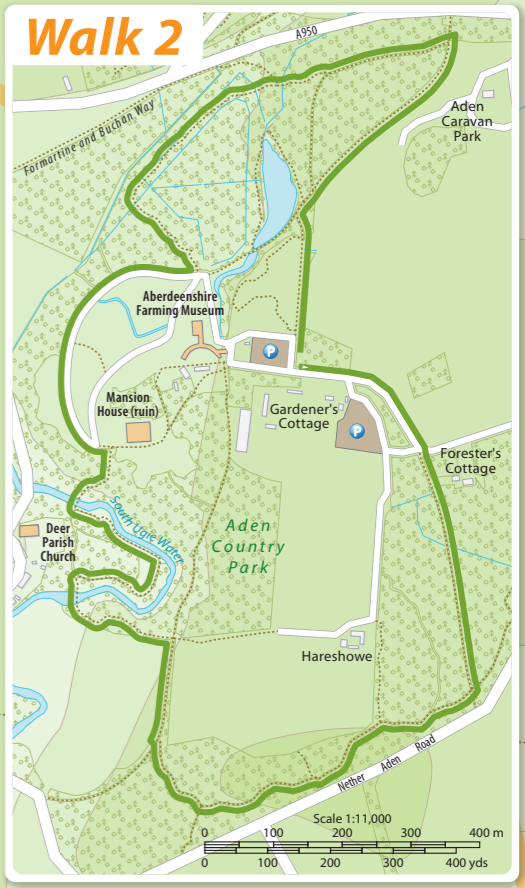 Walk 2
A950
Formartine and Buchan Way
Aden
Caravan
Park
Aberdeenshire
Farming Museum
P
Mansion
House (ruin)
Gardener's
Cottage
P
Forester's
Cottage
South Ugie Water
Deer
Parish
Church
Aden
Country
Park
Hareshowe
Nether Aden Road
Scale 1:11,000
0 100 200 300 400 m
0 100 200 300 400 yds